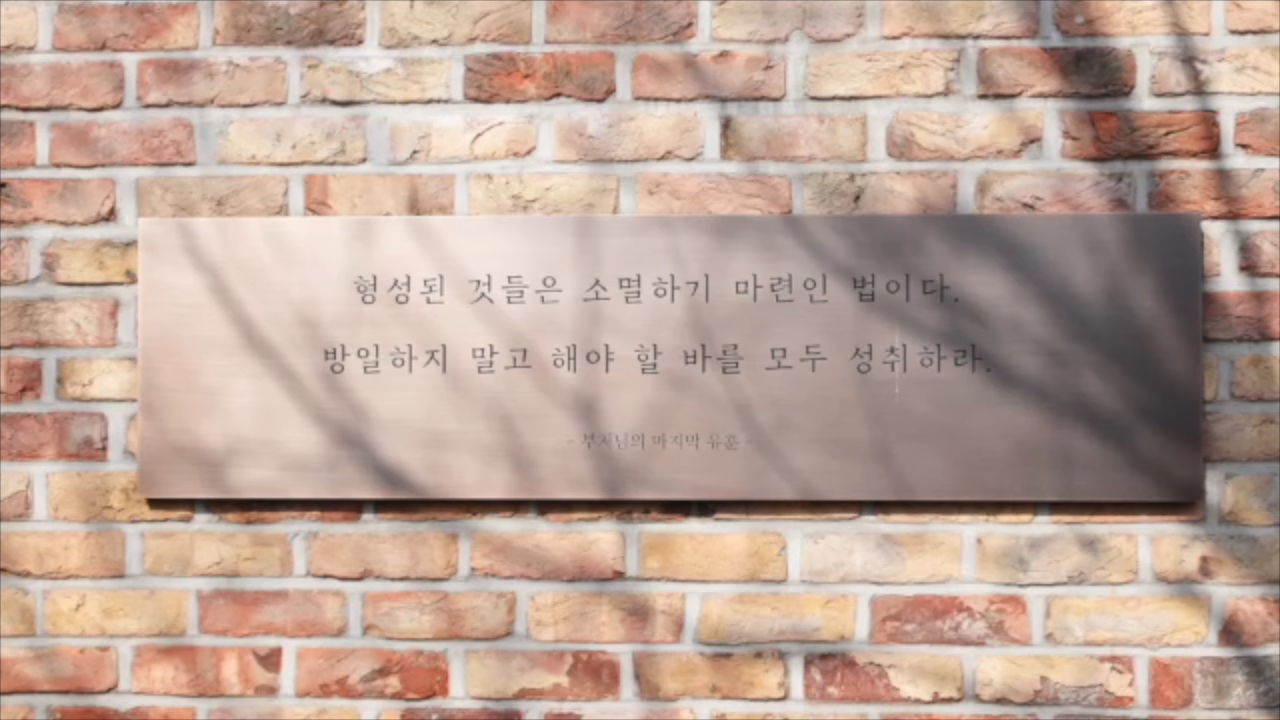 형성된 것들은 소멸하기 마련인 법이다.
방일하지 말고 해야 할 바를 모두 성취하라.
- 부처님의 마지막 유훈 -